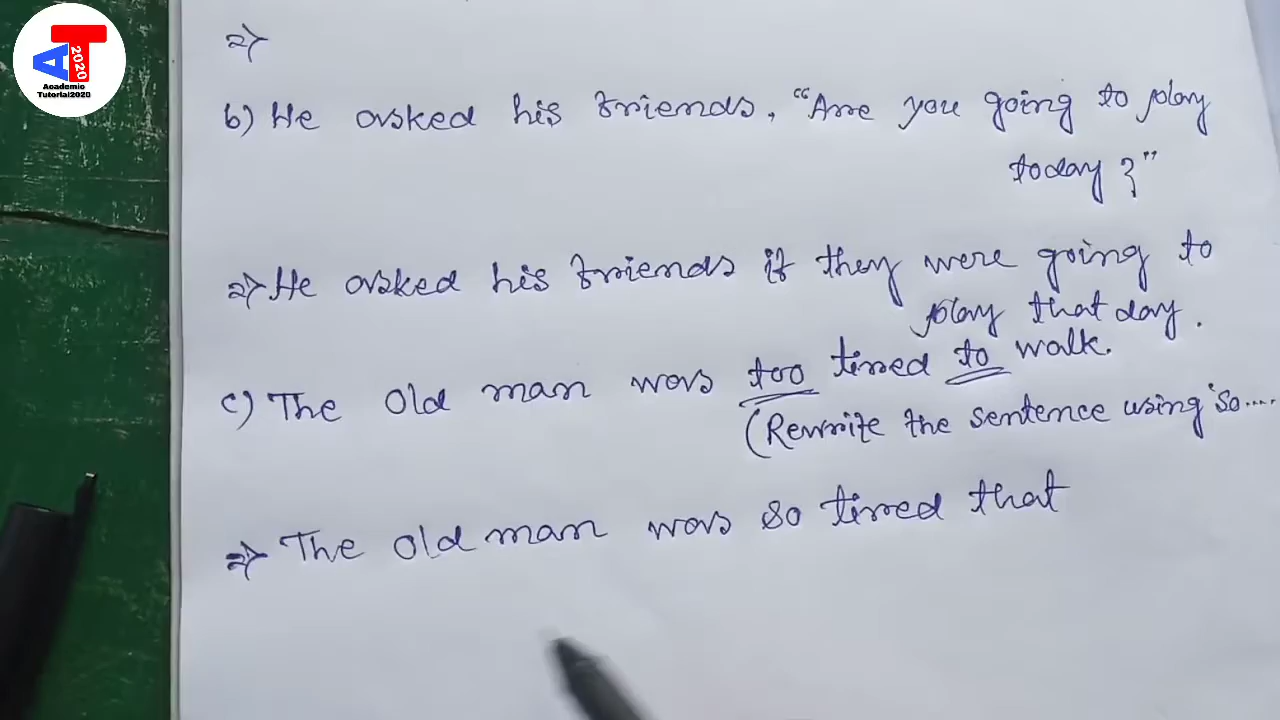 AT
2020
Academic
Tutorial2020
=>
b) He asked his friends, "Are you going to play
today ?"
=> He asked his friends if they were going to
play that day.
c) The Old man was too tired to walk.
(Rewrite the sentence using 'so....
=> The Old man was so tired that